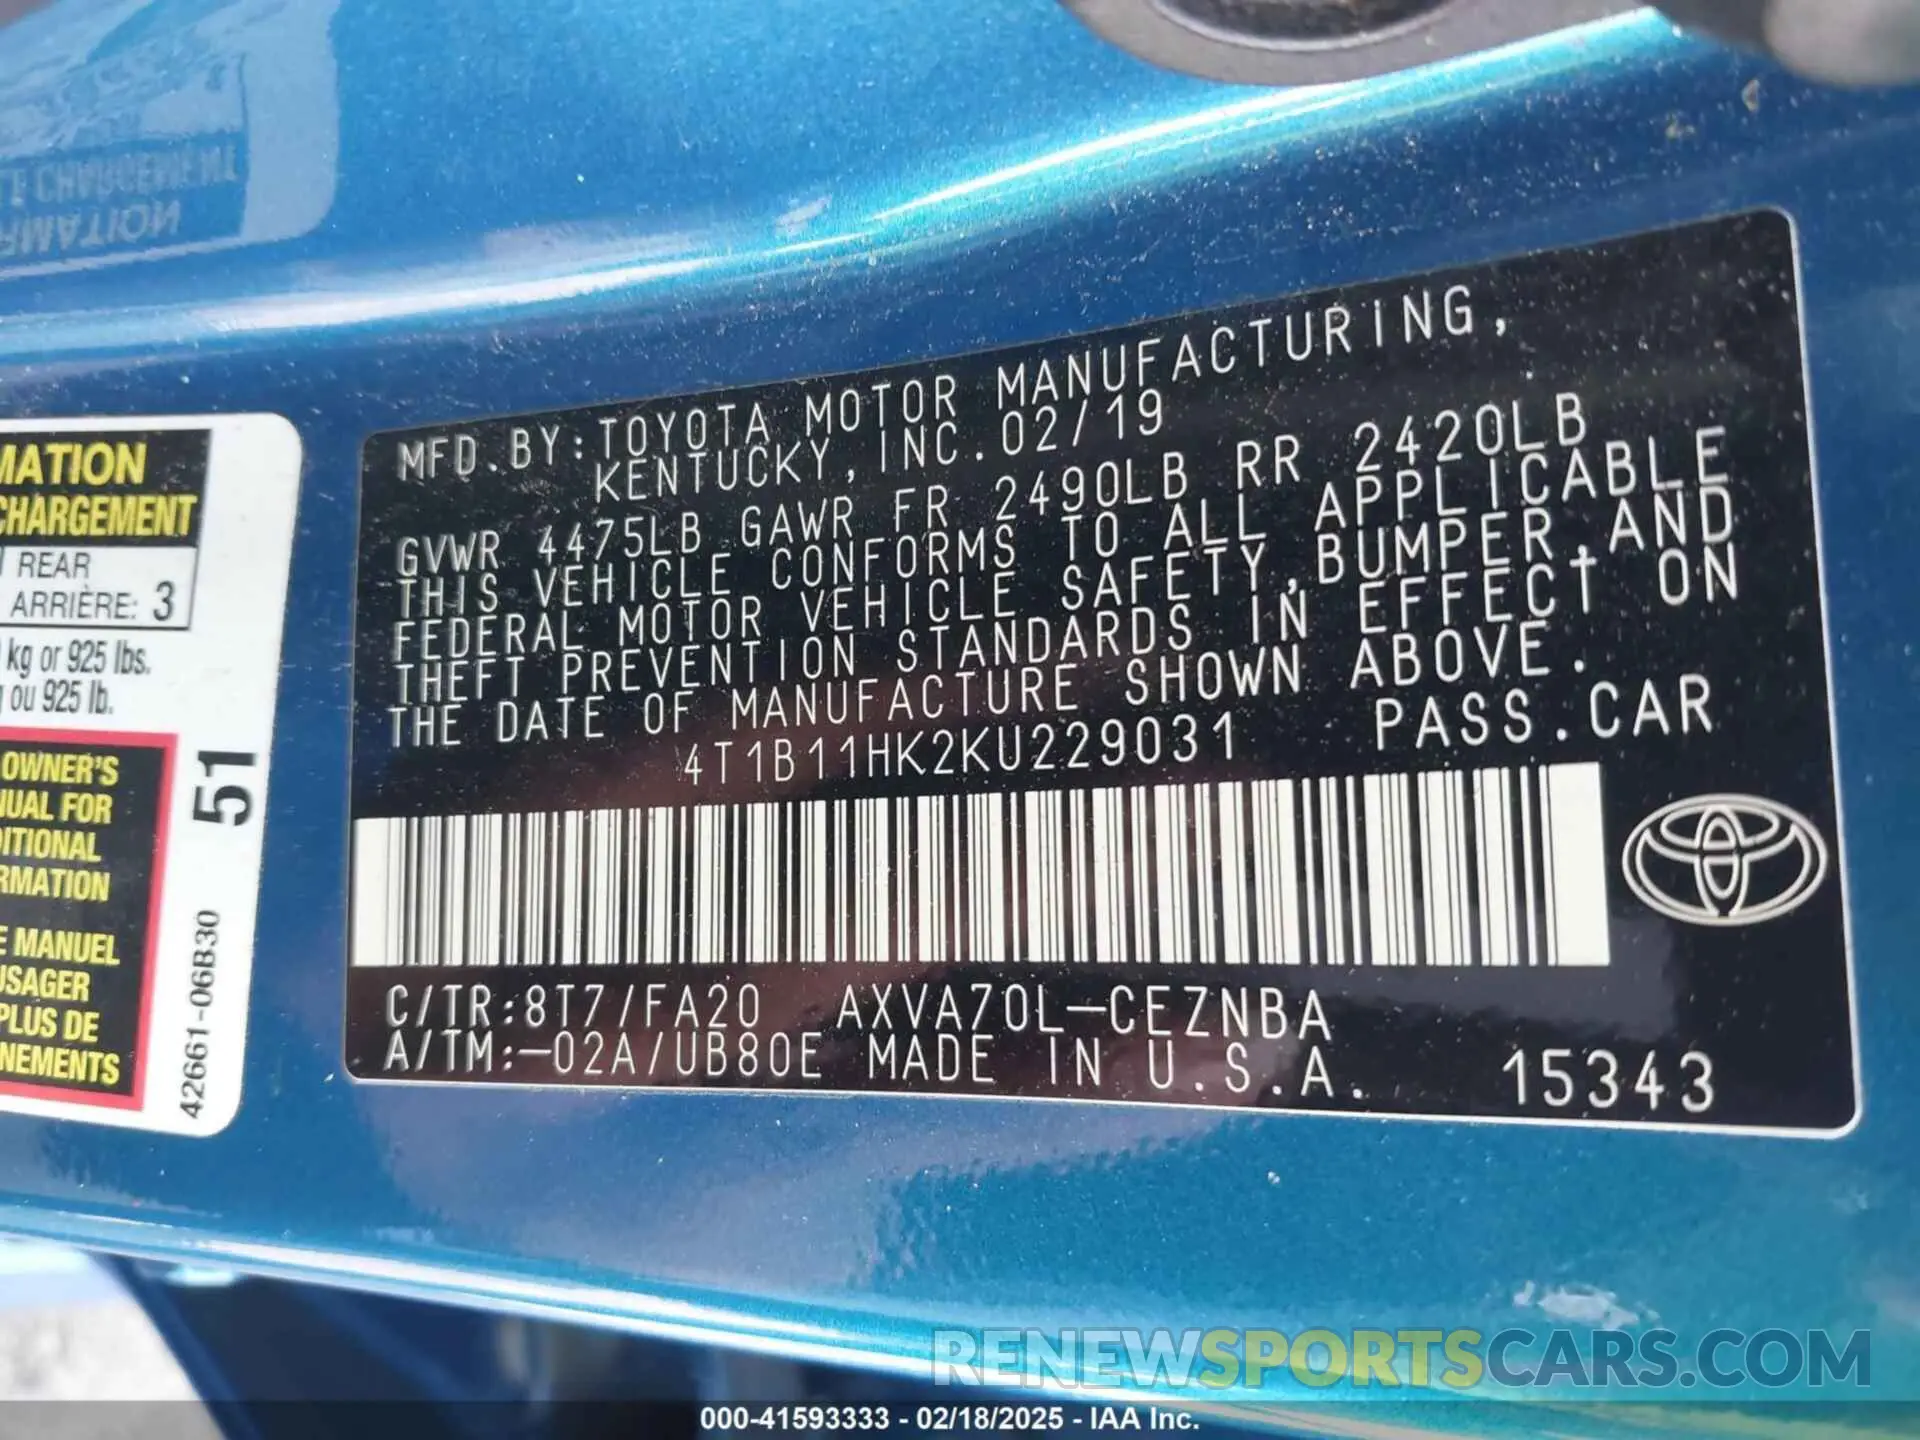 LE CHARGEMENT
RMATION
MATION
CHARGEMENT
REAR
ARRIÈRE: 3
kg or 925 lbs.
ou 925 lb.
OWNER'S
NUAL FOR
DITIONAL
RMATION
E MANUEL
USAGER
PLUS DE
NEMENTS
51
42661-06B30
MFD.BY:TOYOTA MOTOR MANUFACTURING,
KENTUCKY,INC.02/19
GVWR 4475LB GAWR FR 2490LB RR 2420LB
THIS VEHICLE CONFORMS TO ALL APPLICABLE
FEDERAL MOTOR VEHICLE SAFETY,BUMPER,AND
THEFT PREVENTION STANDARDS IN EFFECT ON
THE DATE OF MANUFACTURE SHOWN ABOVE.
4T1B11HK2KU229031 PASS.CAR
C/TR:8T7/FA20 AXVA70L-CEZNBA
A/TM:-02A/UB80E MADE IN U.S.A. 15343
RENEWSPORTSCARS.COM
000-41593333 - 02/18/2025 - IAA Inc.